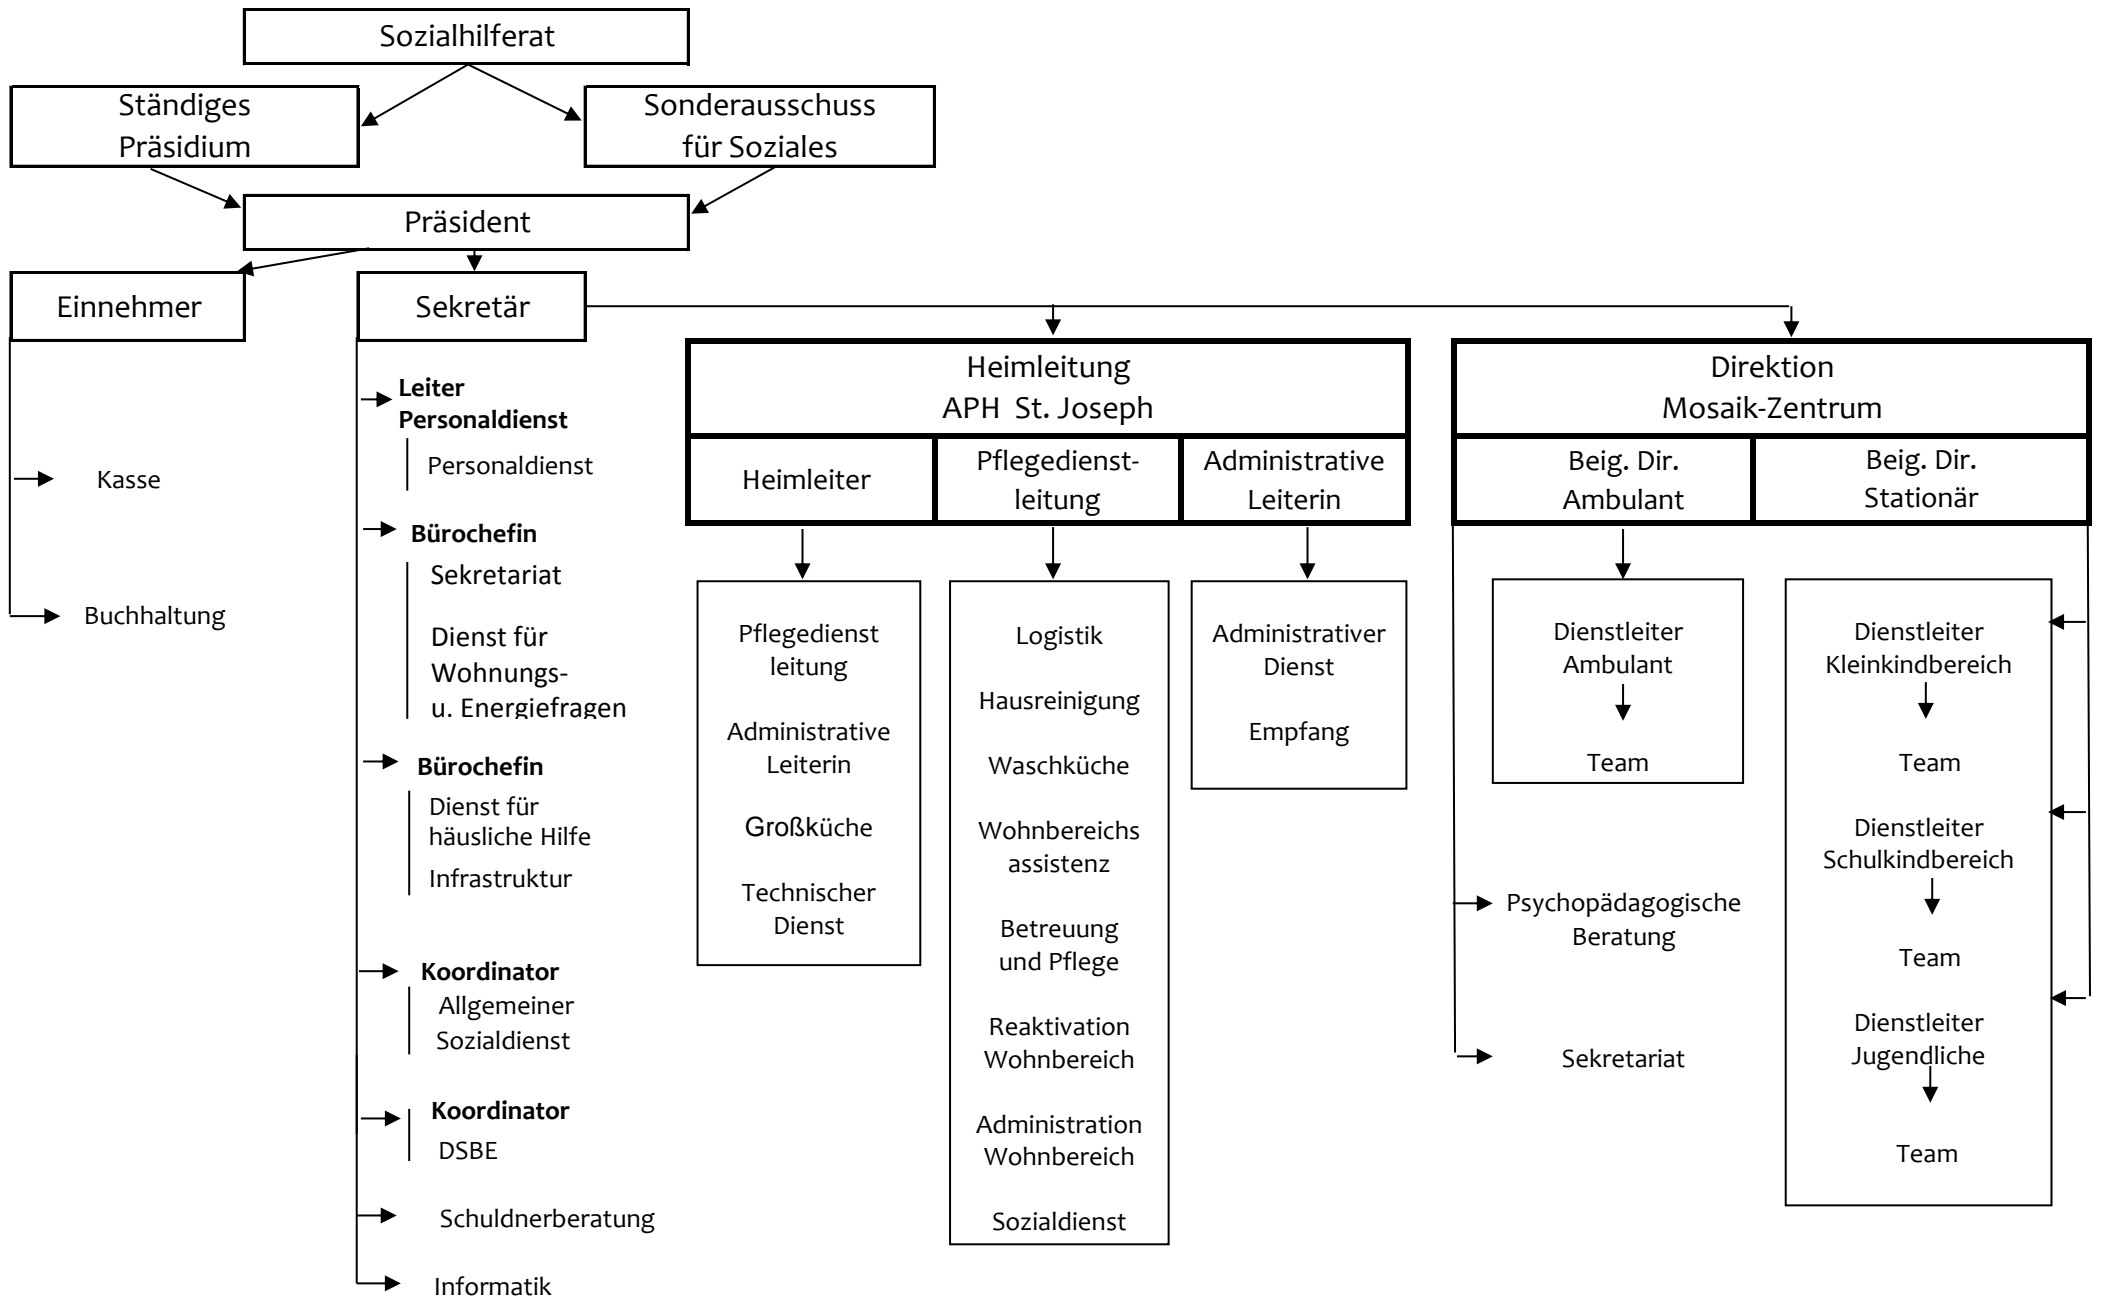 Sozialhilferat
Ständiges
Präsidium
Sonderausschuss
für Soziales
Präsident
Einnehmer
Kasse
Buchhaltung
Sekretär
Leiter
Personaldienst
Personaldienst
Bürochefin
Sekretariat
Dienst für
Wohnungs-
u. Energiefragen
Bürochefin
Dienst für
häusliche Hilfe
Infrastruktur
Koordinator
Allgemeiner
Sozialdienst
Koordinator
DSBE
Schuldnerberatung
Informatik
Heimleitung
APH St. Joseph
Heimleiter
Pflegedienst-
leitung
Administrative
Leiterin
Pflegedienst
leitung
Administrative
Leiterin
Großküche
Technischer
Dienst
Logistik
Hausreinigung
Waschküche
Wohnbereichs
assistenz
Betreuung
und Pflege
Reaktivation
Wohnbereich
Administration
Wohnbereich
Sozialdienst
Administrativer
Dienst
Empfang
Direktion
Mosaik-Zentrum
Beig. Dir.
Ambulant
Beig. Dir.
Stationär
Dienstleiter
Ambulant
Team
Psychopädagogische
Beratung
Sekretariat
Dienstleiter
Kleinkindbereich
Team
Dienstleiter
Schulkindbereich
Team
Dienstleiter
Jugendliche
Team